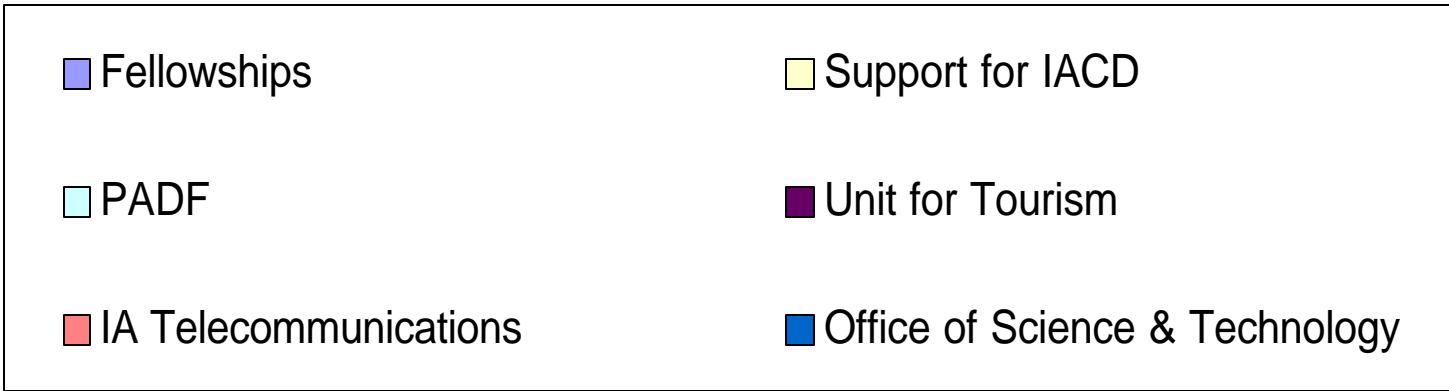 Fellowships
Support for IACD
PADF
Unit for Tourism
IA Telecommunications
Office of Science & Technology